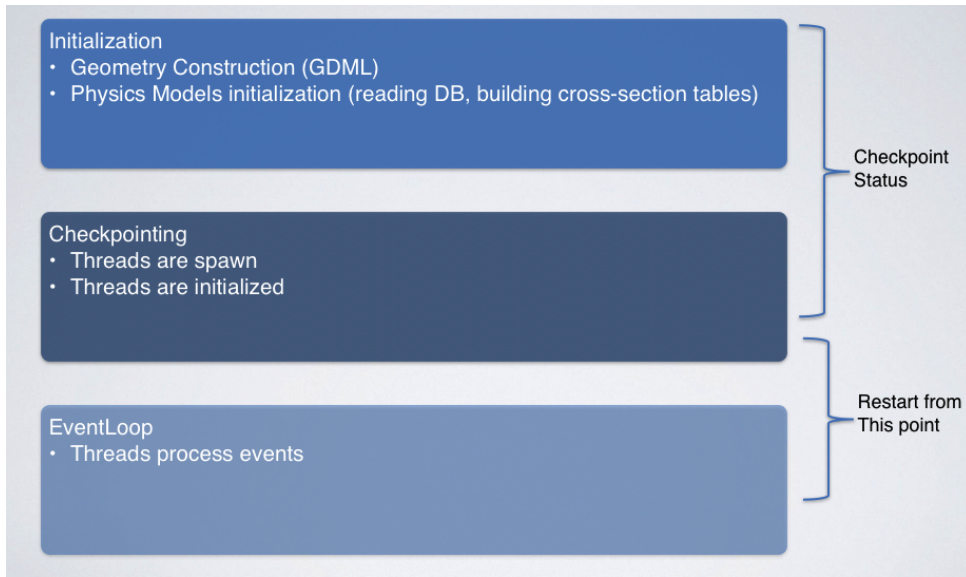 Initialization
• Geometry Construction (GDML)
• Physics Models initialization (reading DB, building cross-section tables)
Checkpoint
Status
Checkpointing
• Threads are spawn
• Threads are initialized
Restart from
This point
EventLoop
• Threads process events